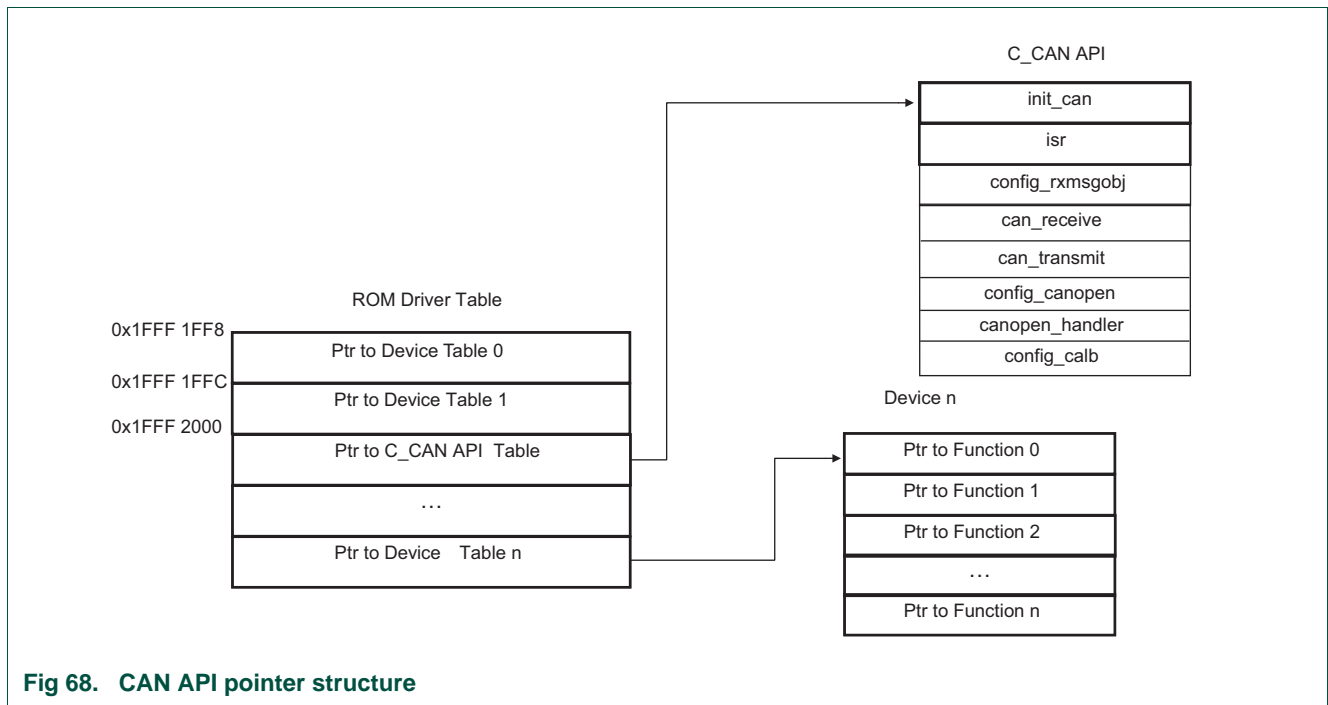 C_CAN API
init_can
isr
config_rxmsgobj
can_receive
can_transmit
config_canopen
canopen_handler
config_calb
ROM Driver Table
0x1FFF 1FF8
Ptr to Device Table 0
0x1FFF 1FFC
Ptr to Device Table 1
0x1FFF 2000
Ptr to C_CAN API Table
…
Ptr to Device Table n
Device n
Ptr to Function 0
Ptr to Function 1
Ptr to Function 2
…
Ptr to Function n
Fig 68. CAN API pointer structure